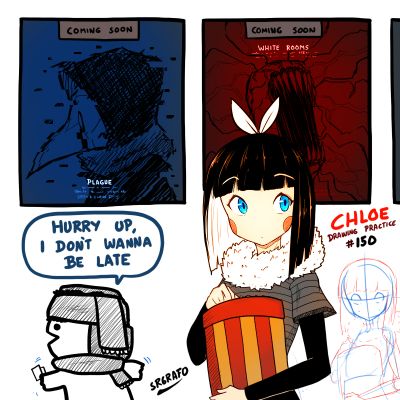 COMING SOON
COMING SOON
WHITE ROOMS
PLAGUE
HURRY UP,
I DON'T WANNA
BE LATE
CHLOE
DRAWING PRACTICE
#150
SRGRAFO